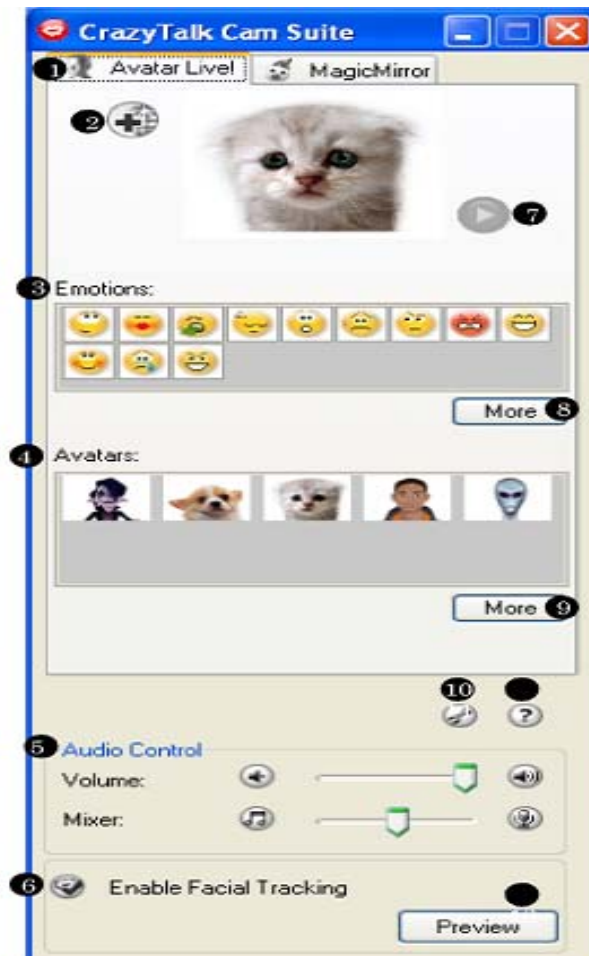 CrazyTalk Cam Suite
1 Avatar Live! MagicMirror
2
7
3 Emotions:
More 8
4 Avatars:
More 9
10
?
5 Audio Control
Volume:
Mixer:
6 Enable Facial Tracking
Preview